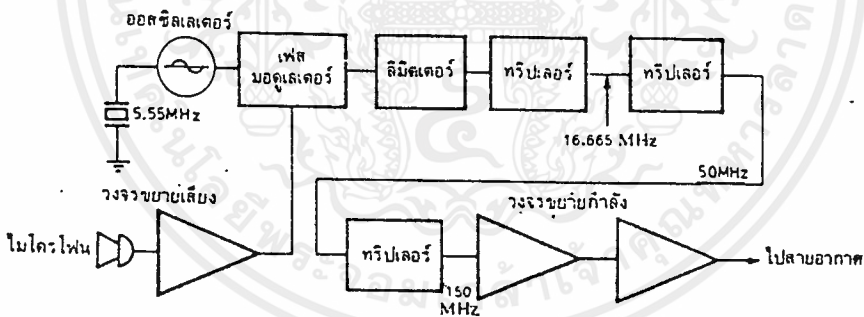 ออสซิลเลเตอร์
เฟส
มอดูเลเตอร์
ลิมิตเตอร์
ทริปเลอร์
ทริปเลอร์
5.55MHz
16.665 MHz
50MHz
วงจรขยายเสียง
วงจรขยายกำลัง
ไมโครโฟน
ทริปเลอร์
ไปสายอากาศ
150
MHz